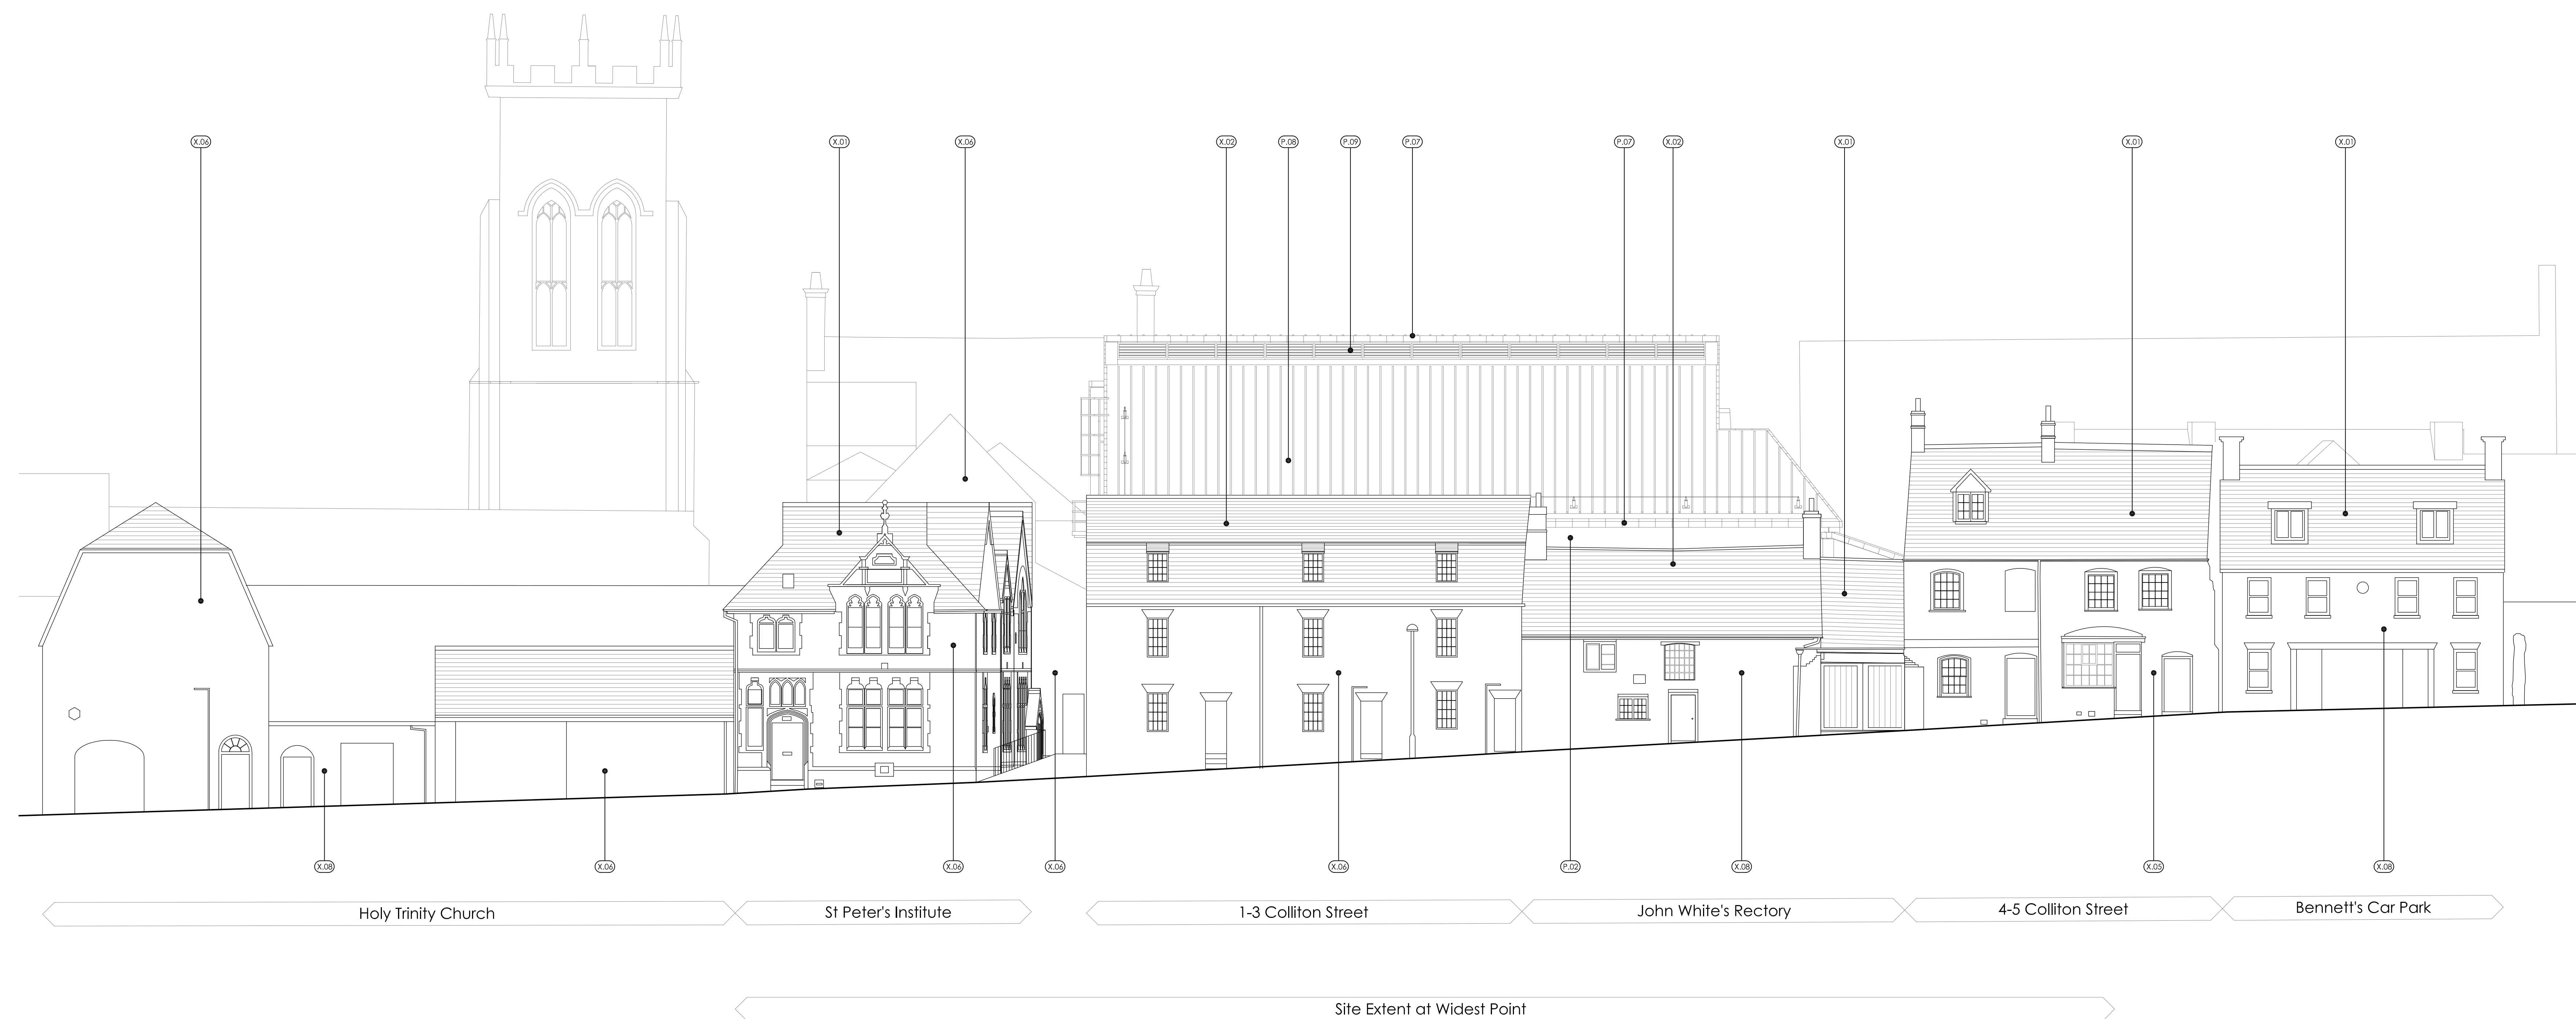 X.06
X.01
X.06
X.02
P.08
P.09
P.07
P.07
X.02
X.01
X.01
X.01
X.08
X.06
X.06
X.06
X.06
P.02
X.08
X.05
X.08
Holy Trinity Church
St Peter's Institute
1-3 Colliton Street
John White's Rectory
4-5 Colliton Street
Bennett's Car Park
Site Extent at Widest Point